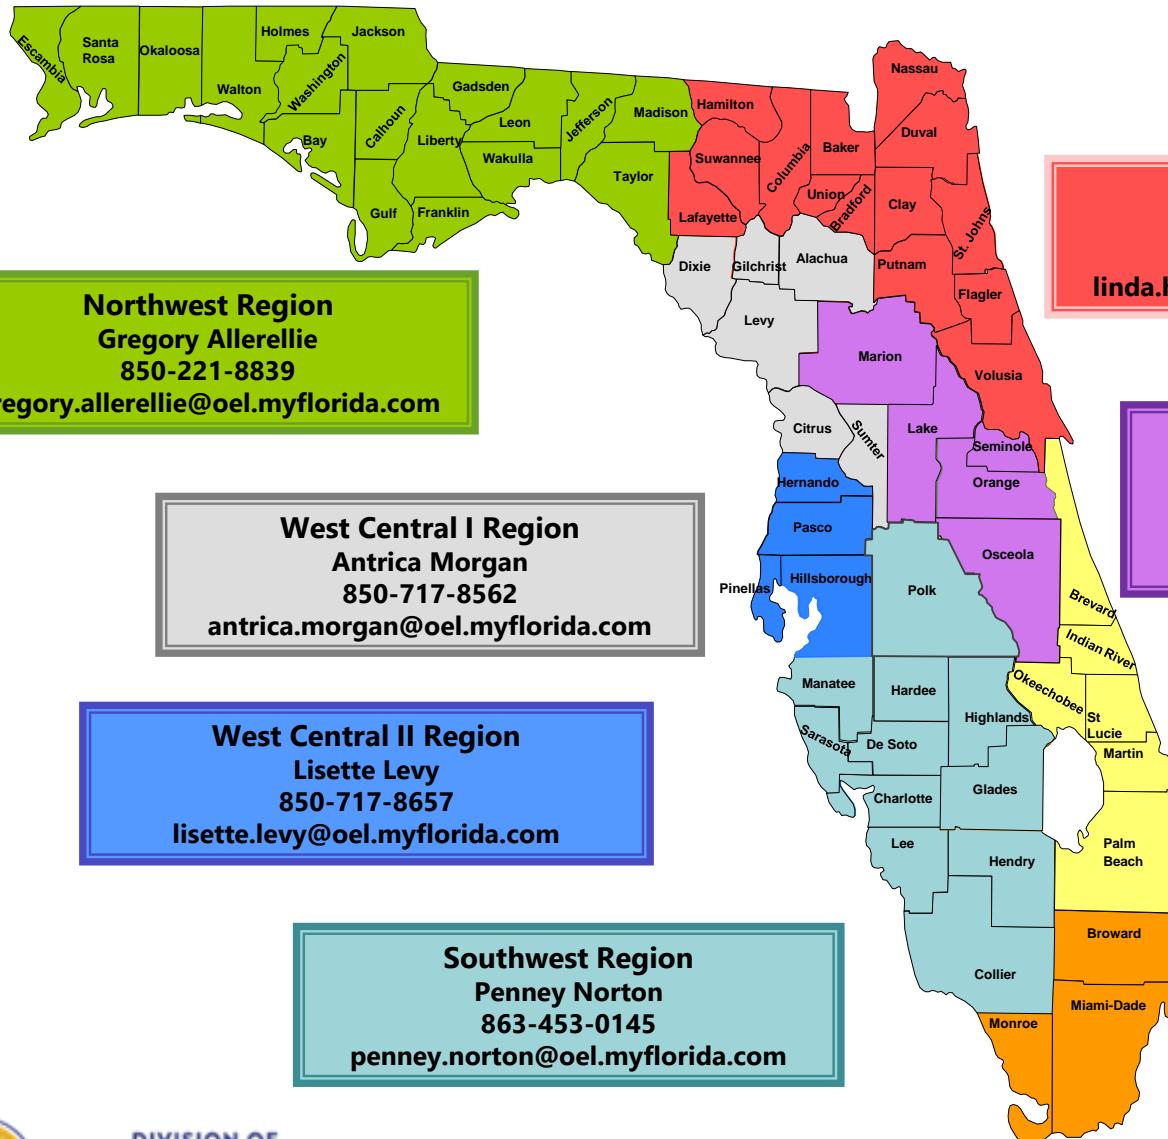 Escambia
Santa
Rosa
Okaloosa
Holmes
Walton
Washington
Jackson
Bay
Calhoun
Gulf
Liberty
Franklin
Gadsden
Leon
Wakulla
Jefferson
Madison
Taylor
Hamilton
Suwannee
Lafayette
Columbia
Baker
Union
Bradford
Nassau
Duval
Clay
St. Johns
Putnam
Flagler
Volusia
Dixie
Gilchrist
Alachua
Levy
Marion
Citrus
Sumter
Lake
Seminole
Orange
Osceola
Hernando
Pasco
Pinellas
Hillsborough
Polk
Brevard
Indian River
Okeechobee
St
Lucie
Martin
Palm
Beach
Manatee
Hardee
Highlands
Sarasota
De Soto
Charlotte
Glades
Lee
Hendry
Collier
Broward
Miami-Dade
Monroe
linda.
Northwest Region
Gregory Allerellie
850-221-8839
regory.allerellie@oel.myflorida.com
West Central I Region
Antrica Morgan
850-717-8562
antrica.morgan@oel.myflorida.com
West Central II Region
Lisette Levy
850-717-8657
lisette.levy@oel.myflorida.com
Southwest Region
Penney Norton
863-453-0145
penney.norton@oel.myflorida.com
DIVISION OF